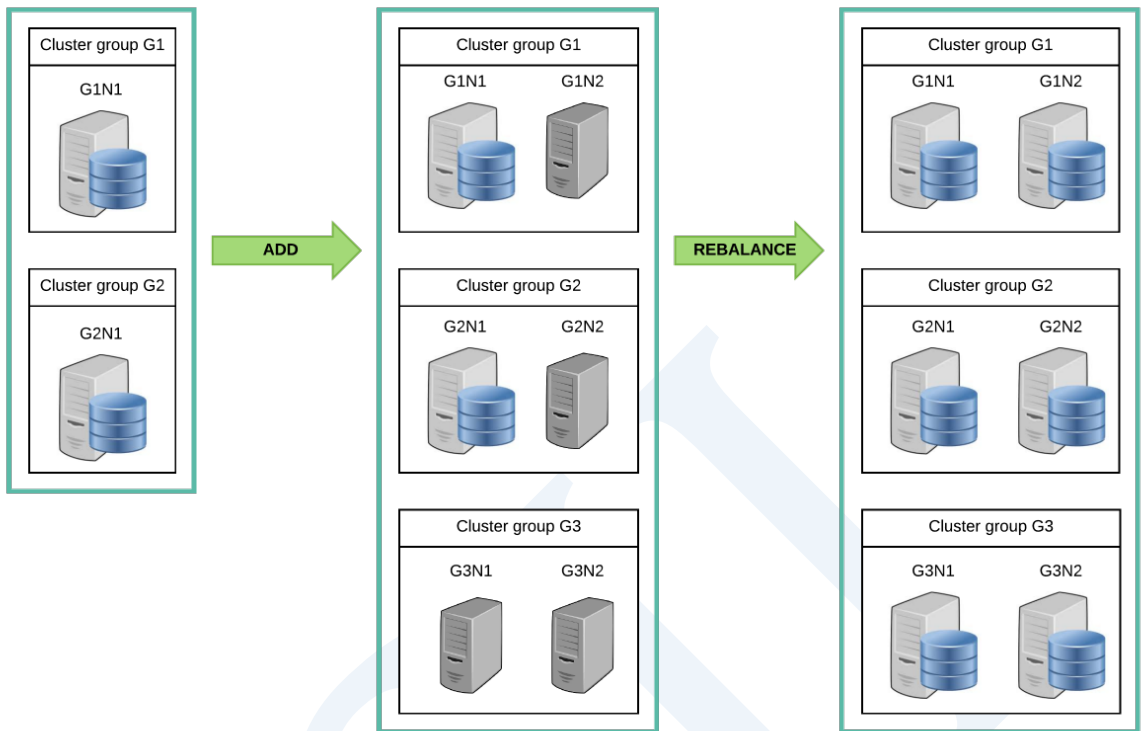 Cluster group G1
G1N1
Cluster group G2
G2N1
ADD
Cluster group G1
G1N1 G1N2
Cluster group G2
G2N1 G2N2
Cluster group G3
G3N1 G3N2
REBALANCE
Cluster group G1
G1N1 G1N2
Cluster group G2
G2N1 G2N2
Cluster group G3
G3N1 G3N2